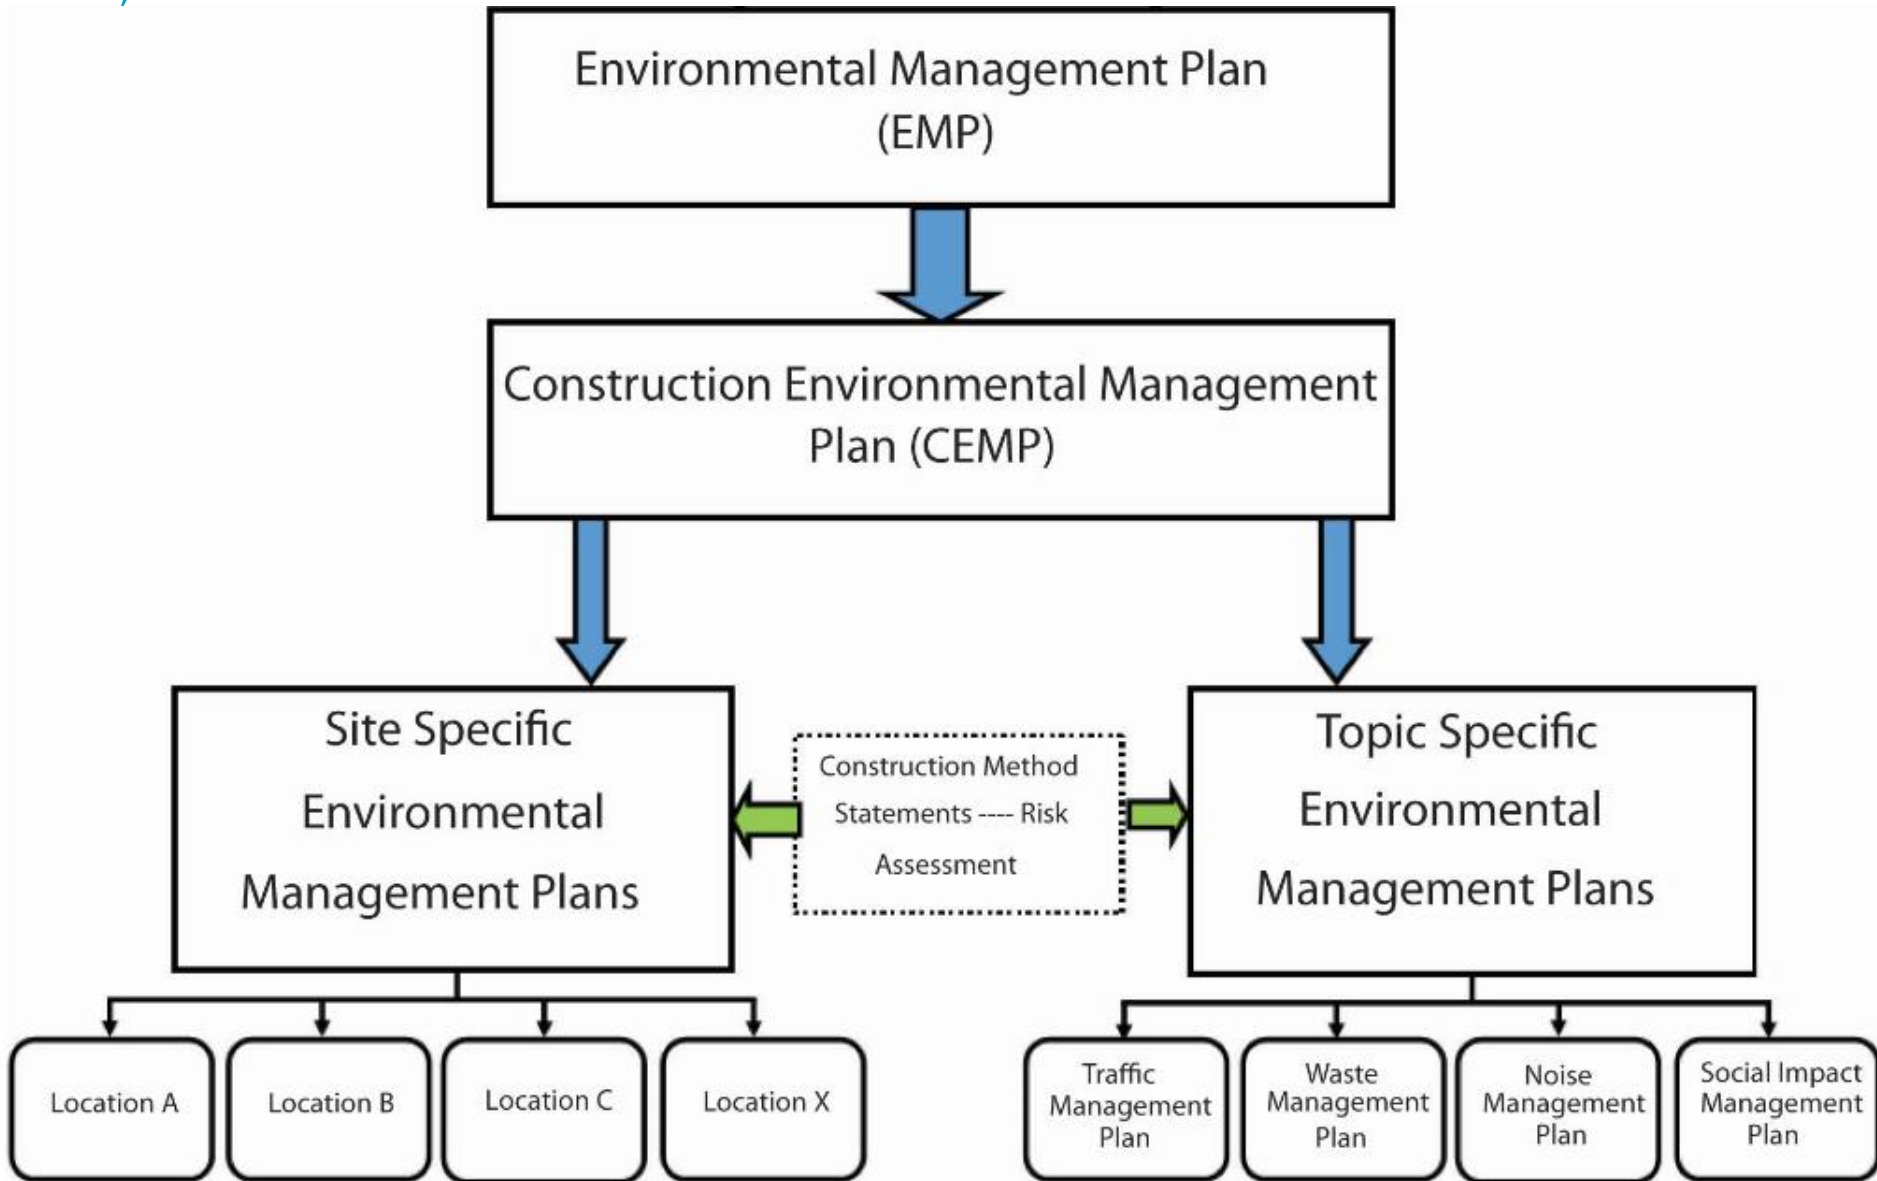 Environmental Management Plan
(EMP)
Construction Environmental Management
Plan (CEMP)
Site Specific
Environmental
Management Plans
Construction Method
Statements ---- Risk
Assessment
Topic Specific
Environmental
Management Plans
Location A
Location B
Location C
Location X
Traffic
Management
Plan
Waste
Management
Plan
Noise
Management
Plan
Social Impact
Management
Plan